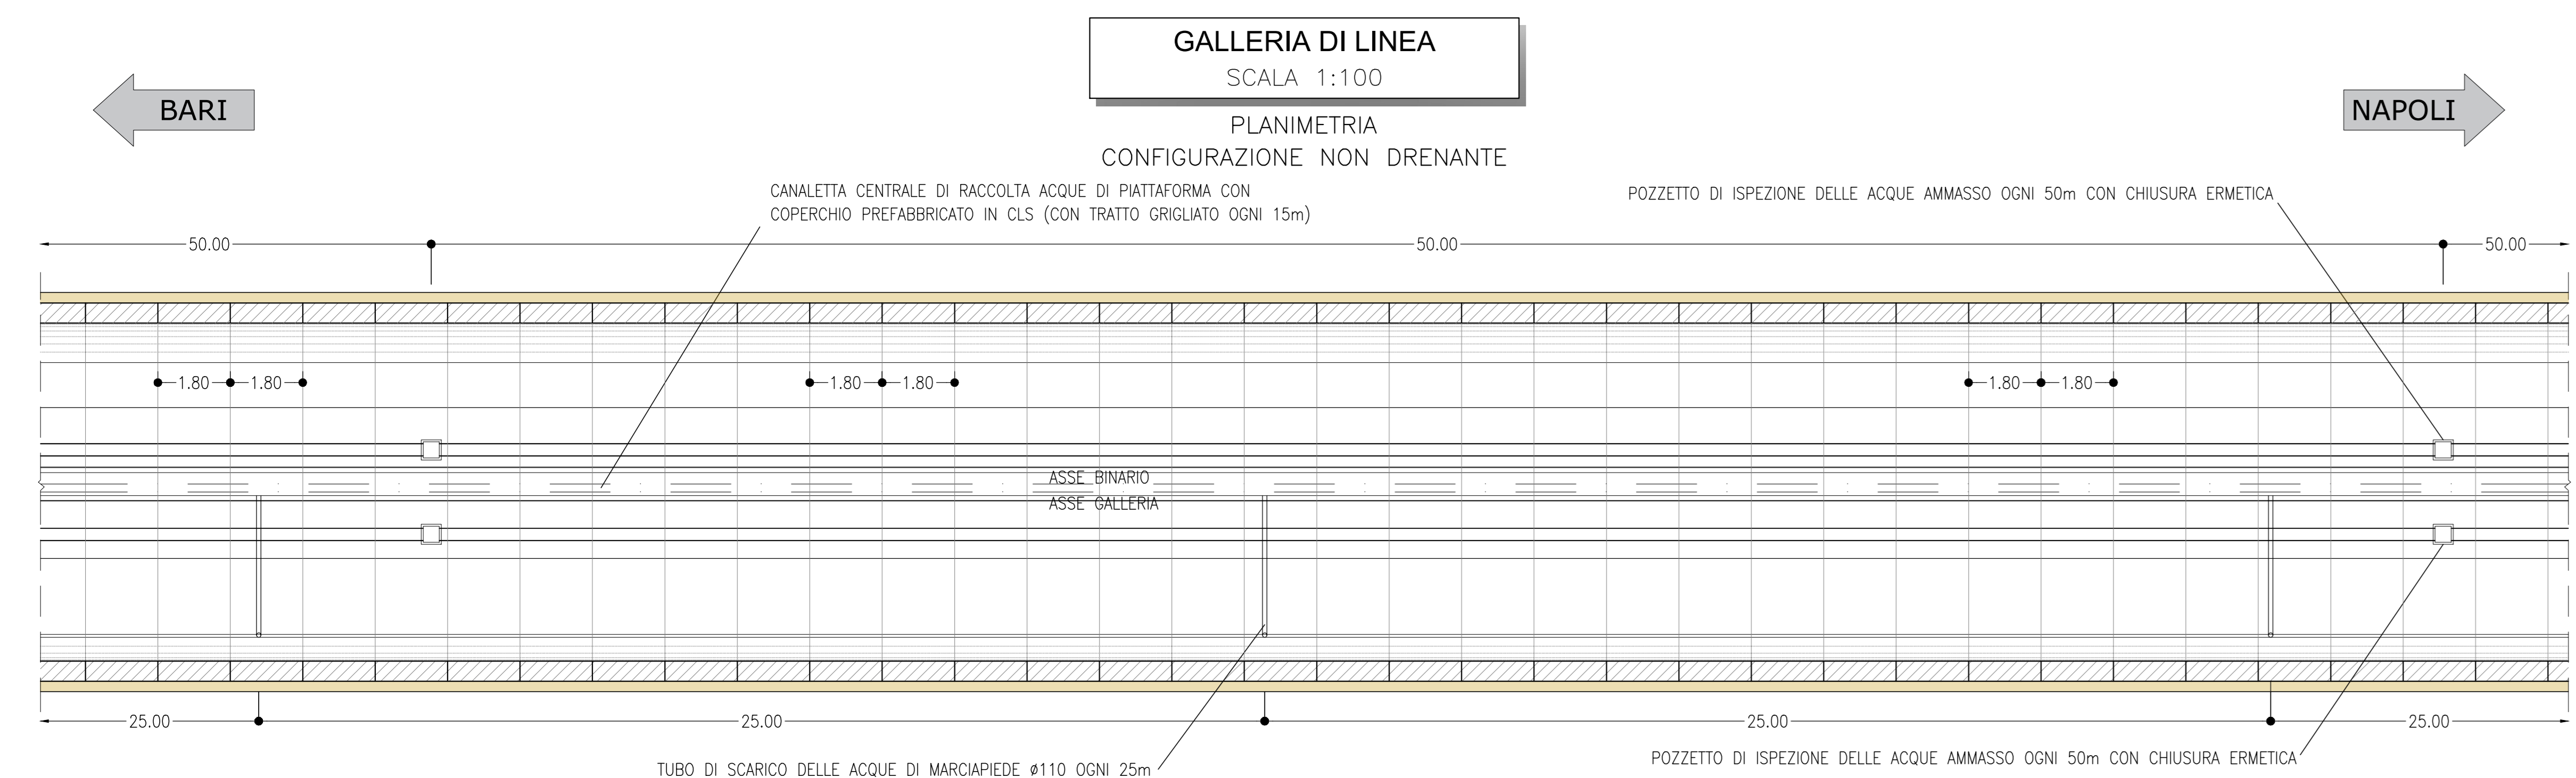 GALLERIA DI LINEA
SCALA 1:100
BARI
NAPOLI
PLANIMETRIA
CONFIGURAZIONE NON DRENANTE
CANALETTA CENTRALE DI RACCOLTA ACQUE DI PIATTAFORMA CON
COPERCHIO PREFABBRICATO IN CLS (CON TRATTO GRIGLIATO OGNI 15m)
POZZETTO DI ISPEZIONE DELLE ACQUE AMMASSO OGNI 50m CON CHIUSURA ERMETICA
50.00 50.00 50.00
1.80 1.80 1.80 1.80 1.80 1.80
ASSE BINARIO
ASSE GALLERIA
25.00 25.00 25.00 25.00
TUBO DI SCARICO DELLE ACQUE DI MARCIAPIEDE ø110 OGNI 25m
POZZETTO DI ISPEZIONE DELLE ACQUE AMMASSO OGNI 50m CON CHIUSURA ERMETICA